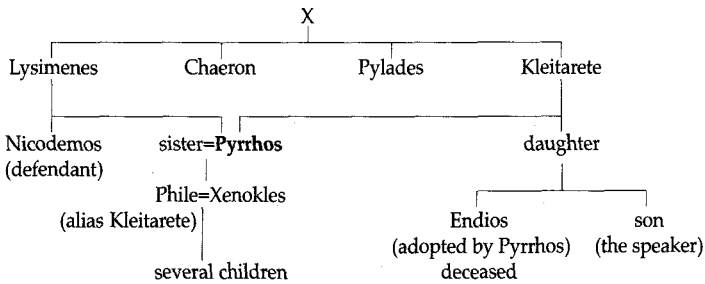 X
Lysimenes Chaeron Pylades Kleitarete
Nicodemos sister=Pyrrhos daughter
(defendant)
Phile=Xenokles
(alias Kleitarete) Endios son
(adopted by Pyrrhos) (the speaker)
several children deceased